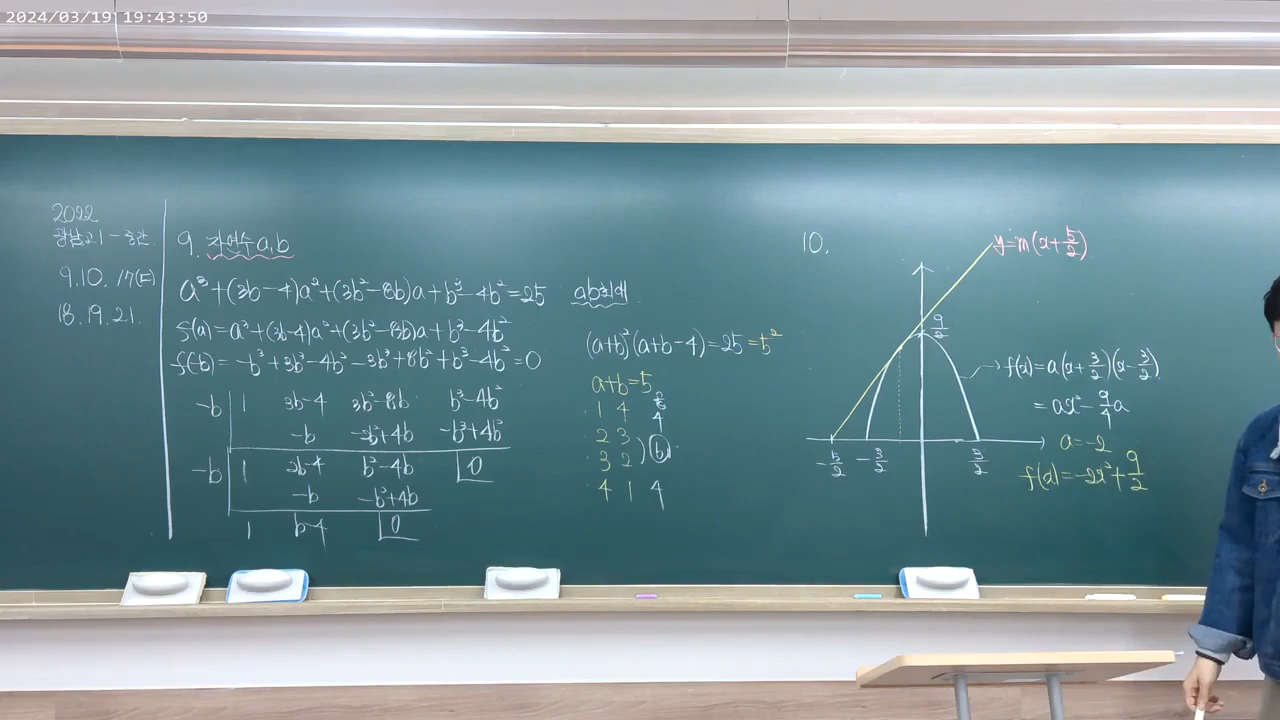 2024/03/19 19:43:50
2022
강남21-중간
9.10. 17(E)
18.19.21.
9. 자연수 a,b
a³+(3b-4)a²+(3b²-8b)a+b³-4b²=25 ab최대
f(a)=a³+(3b-4)a²+(3b²-8b)a+b³-4b²
f(-b)=-b³+3b³-4b²-3b³+8b²+b³-4b²=0
-b 1 3b-4 3b²-8b b³-4b²
-b -2b²+4b -b³+4b²
-b 1 2b-4 b²-4b 0
-b -b²+4b
1 b-4 0
(a+b)²(a+b-4)=25=5²
a+b=5
1 4 4
2 3
3 2 ) 6
4 1 4
10.
y=m(x+5/2)
9/2
f(x)=a(x+3/2)(x-3/2)
=ax²-9/4a
a=-2
f(x)=-2x²+9/2
-5/2 -3/2 3/2